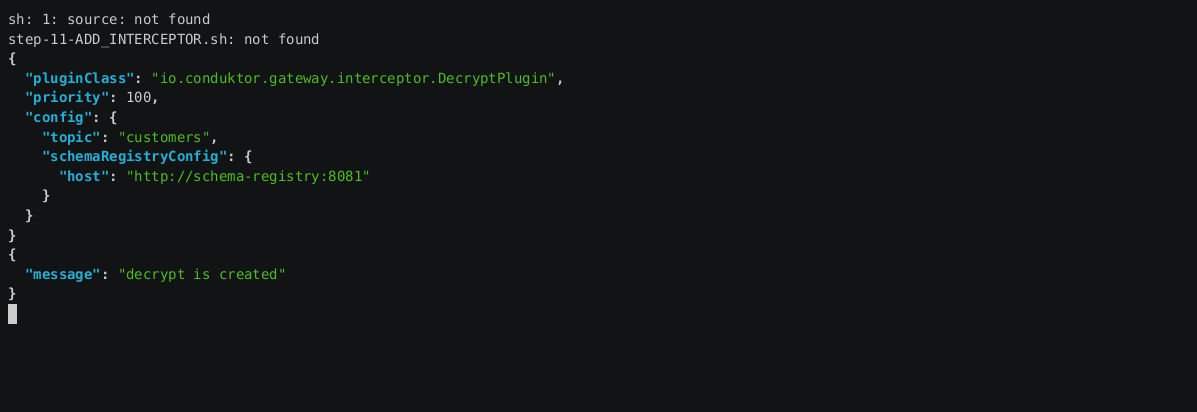 sh: 1: source: not found
step-11-ADD_INTERCEPTOR.sh: not found
{
  "pluginClass": "io.conduktor.gateway.interceptor.DecryptPlugin",
  "priority": 100,
  "config": {
    "topic": "customers",
    "schemaRegistryConfig": {
      "host": "http://schema-registry:8081"
    }
  }
}
{
  "message": "decrypt is created"
}